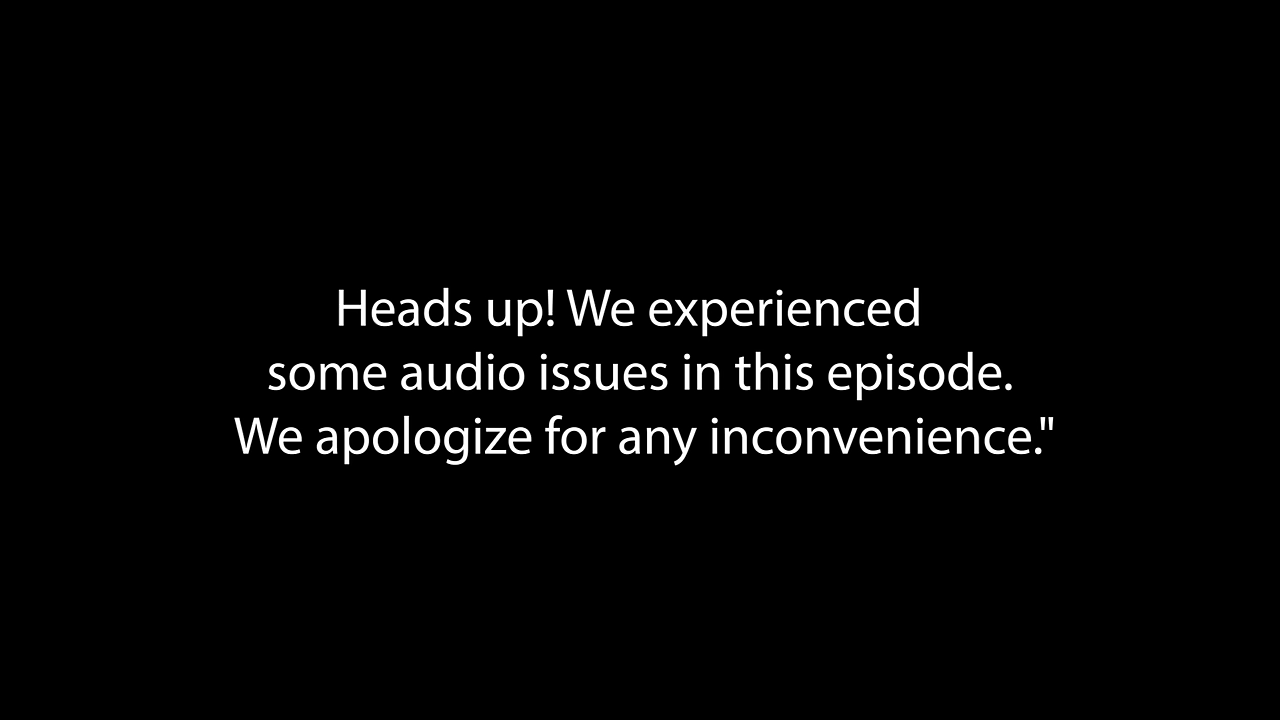 Heads up! We experienced
some audio issues in this episode.
We apologize for any inconvenience."